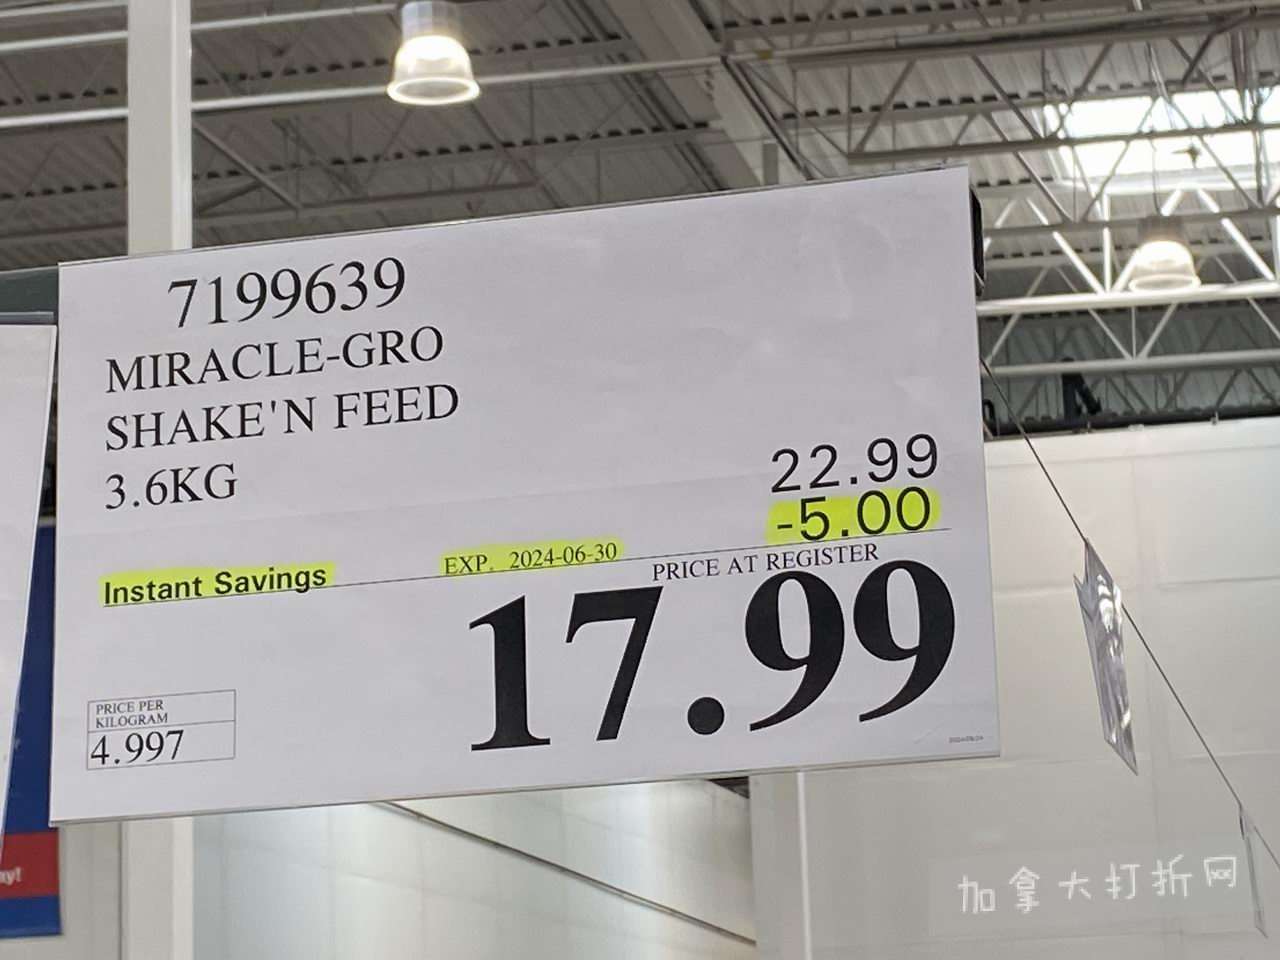 7199639
MIRACLE-GRO
SHAKE'N FEED
3.6KG
22.99
-5.00
Instant Savings
EXP. 2024-06-30
PRICE AT REGISTER
17.99
PRICE PER
KILOGRAM
4.997
加拿大打折网